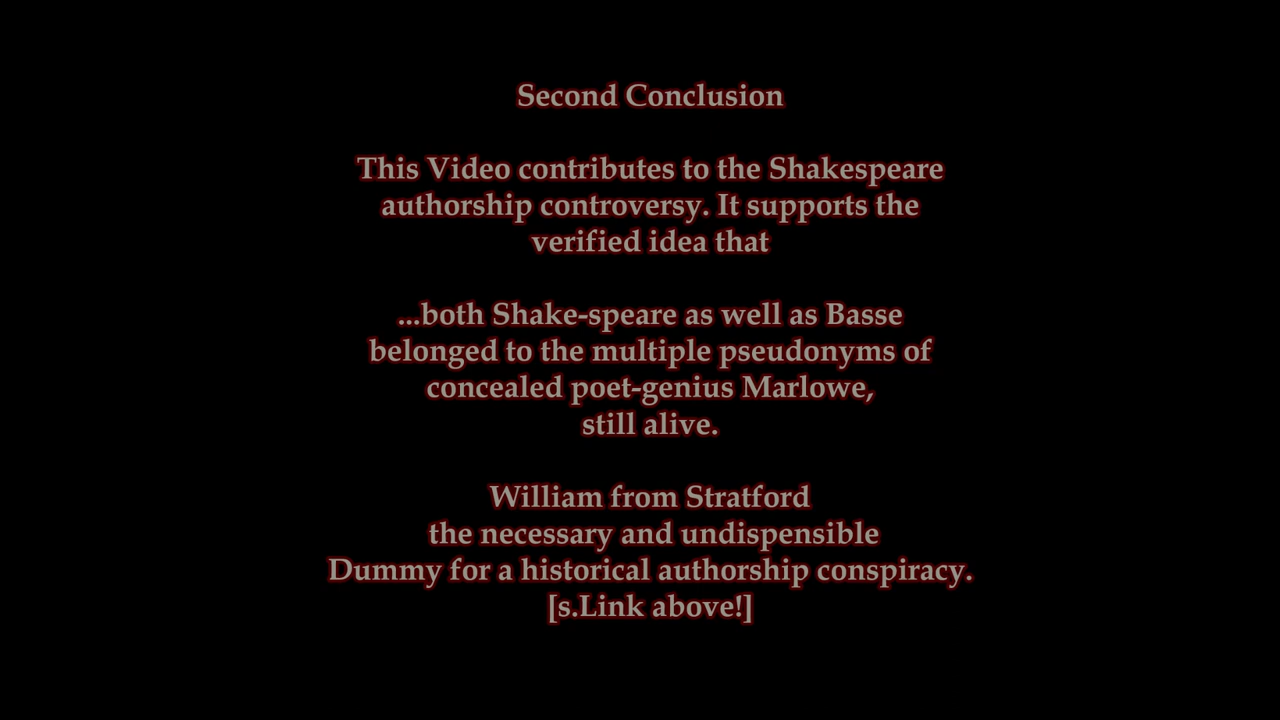 Second Conclusion
This Video contributes to the Shakespeare
authorship controversy. It supports the
verified idea that
...both Shake-speare as well as Basse
belonged to the multiple pseudonyms of
concealed poet-genius Marlowe,
still alive.
William from Stratford
the necessary and undispensible
Dummy for a historical authorship conspiracy.
[s.Link above!]